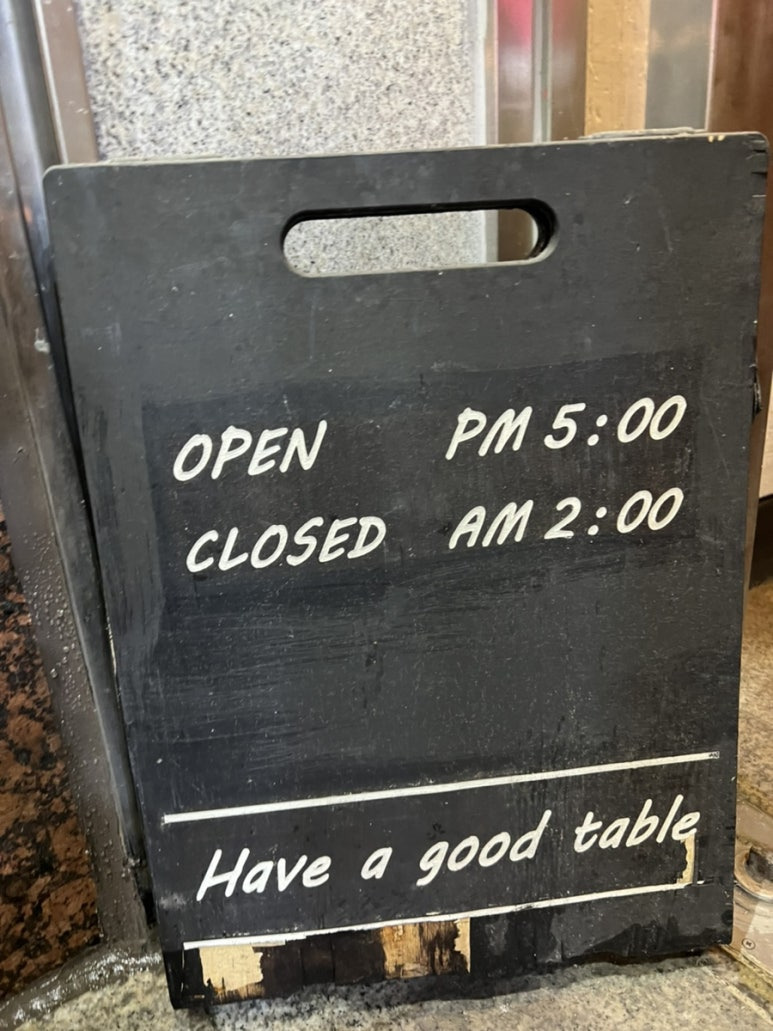 OPEN PM 5:00
CLOSED AM 2:00
Have a good table